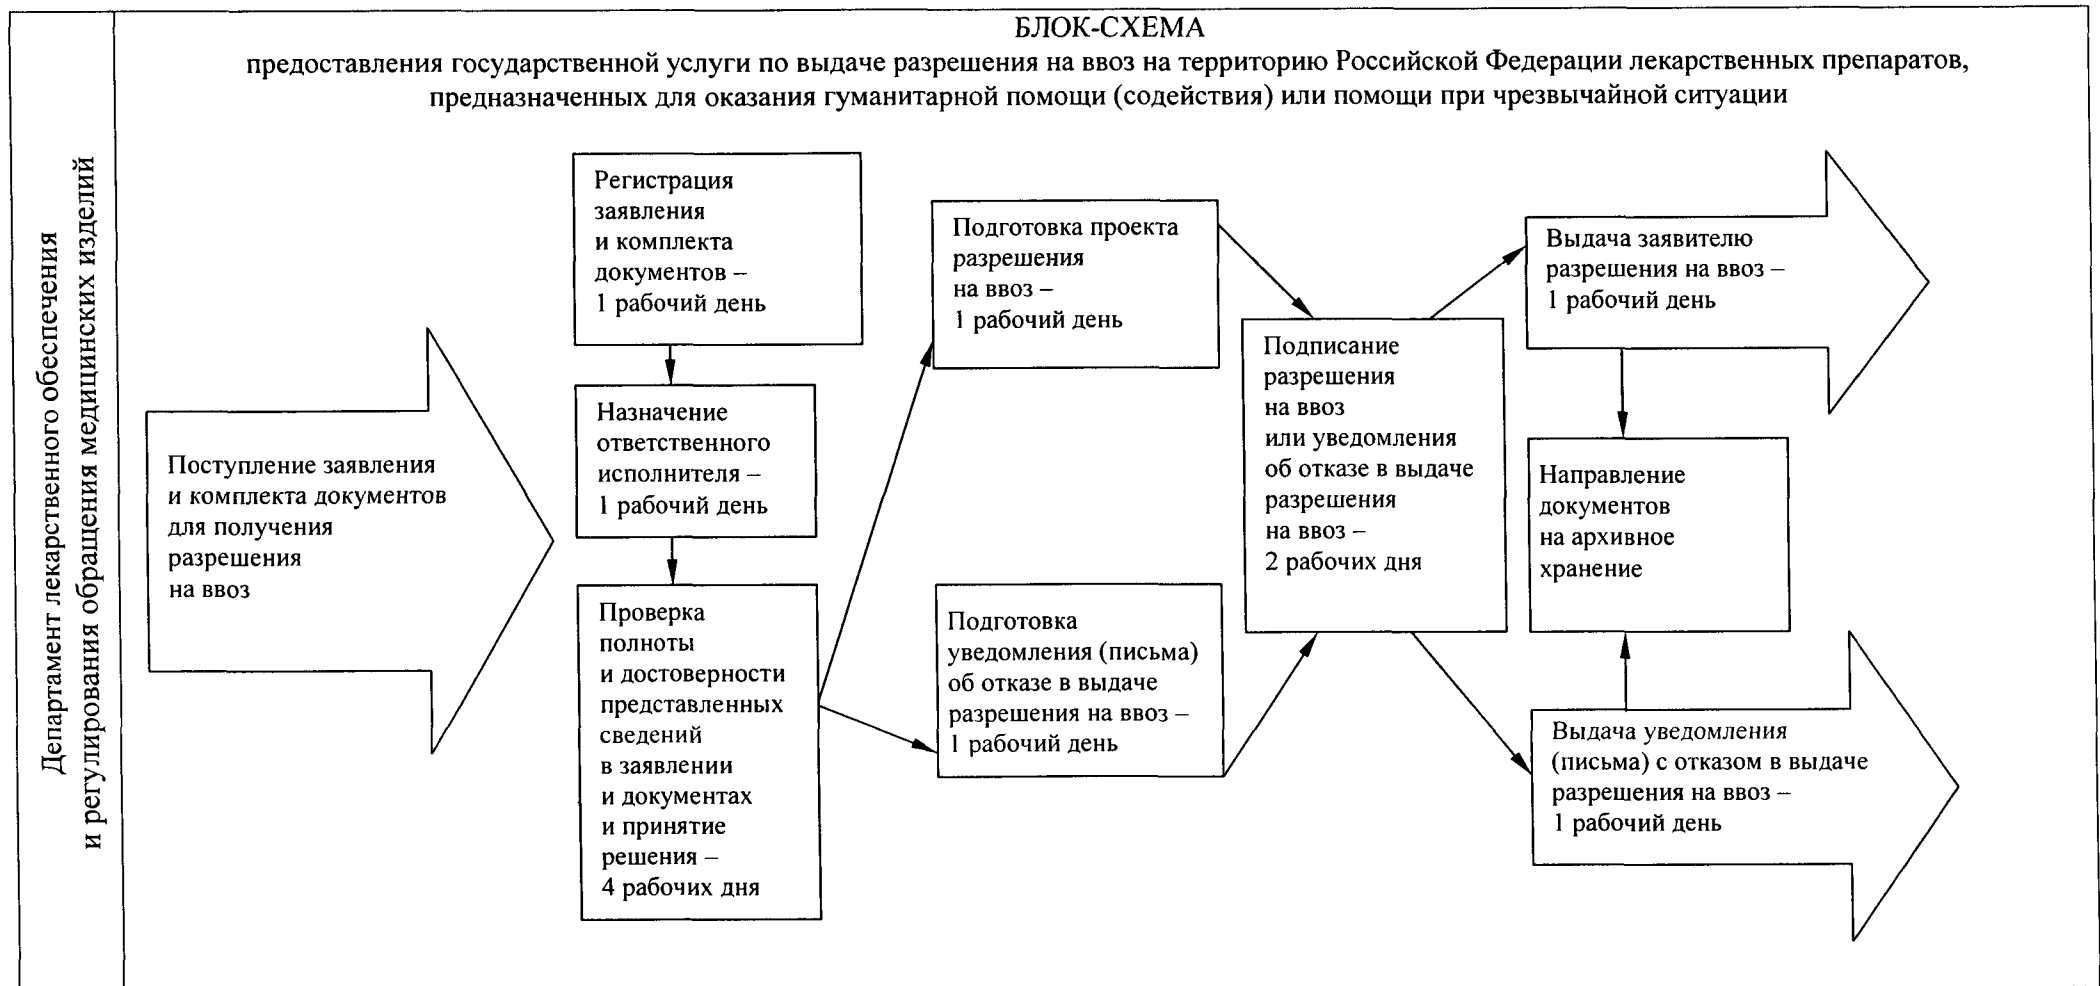 БЛОК-СХЕМА
предоставления государственной услуги по выдаче разрешения на ввоз на территорию Российской Федерации лекарственных препаратов,
предназначенных для оказания гуманитарной помощи (содействия) или помощи при чрезвычайной ситуации
Департамент лекарственного обеспечения
и регулирования обращения медицинских изделий
Поступление заявления
и комплекта документов
для получения
разрешения
на ввоз
Регистрация
заявления
и комплекта
документов –
1 рабочий день
Назначение
ответственного
исполнителя –
1 рабочий день
Проверка
полноты
и достоверности
представленных
сведений
в заявлении
и документах
и принятие
решения –
4 рабочих дня
Подготовка проекта
разрешения
на ввоз –
1 рабочий день
Подготовка
уведомления (письма)
об отказе в выдаче
разрешения на ввоз –
1 рабочий день
Подписание
разрешения
на ввоз
или уведомления
об отказе в выдаче
разрешения
на ввоз –
2 рабочих дня
Выдача заявителю
разрешения на ввоз –
1 рабочий день
Направление
документов
на архивное
хранение
Выдача уведомления
(письма) с отказом в выдаче
разрешения на ввоз –
1 рабочий день